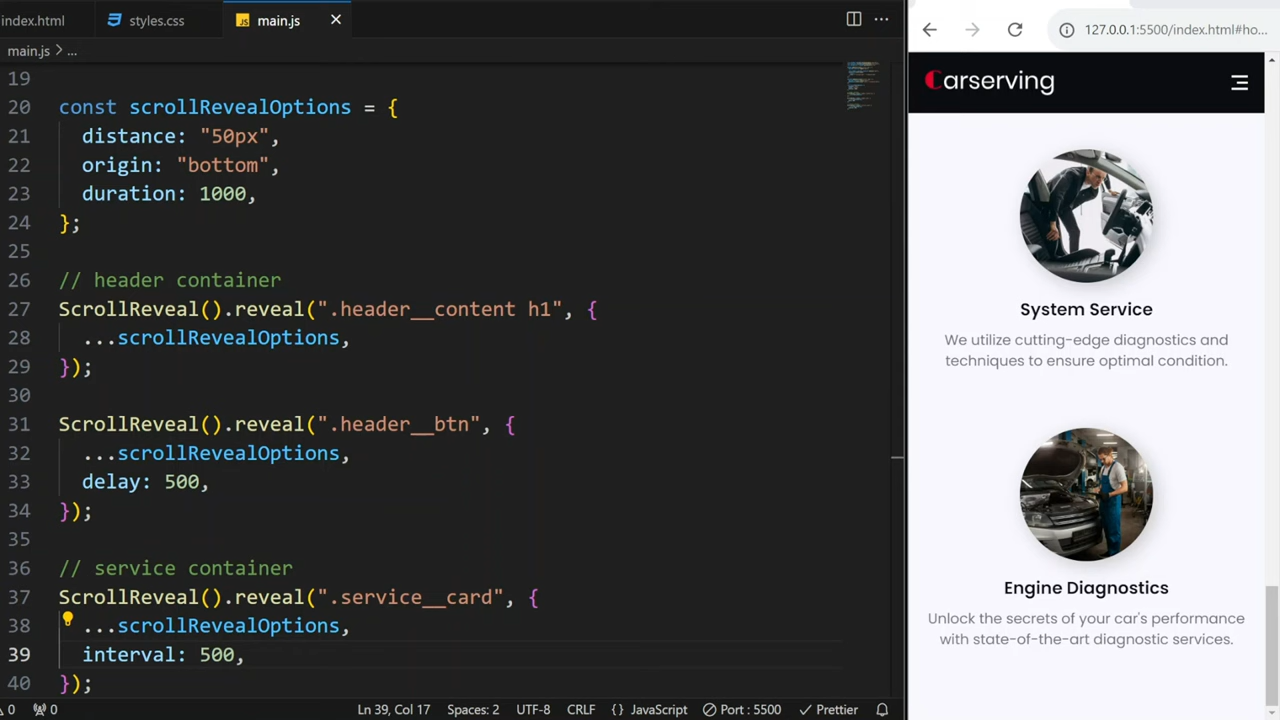 index.html styles.css JS main.js
main.js > ...
127.0.0.1:5500/index.html#ho...
19
20 const scrollRevealOptions = {
21 distance: "50px",
22 origin: "bottom",
23 duration: 1000,
24 };
25
26 // header container
27 ScrollReveal().reveal(".header__content h1", {
28 ...scrollRevealOptions,
29 });
30
31 ScrollReveal().reveal(".header__btn", {
32 ...scrollRevealOptions,
33 delay: 500,
34 });
35
36 // service container
37 ScrollReveal().reveal(".service__card", {
38 ...scrollRevealOptions,
39 interval: 500,
40 });
0 0 Ln 39, Col 17 Spaces: 2 UTF-8 CRLF {} JavaScript Port : 5500 Prettier
Carserving
System Service
We utilize cutting-edge diagnostics and
techniques to ensure optimal condition.
Engine Diagnostics
Unlock the secrets of your car's performance
with state-of-the-art diagnostic services.